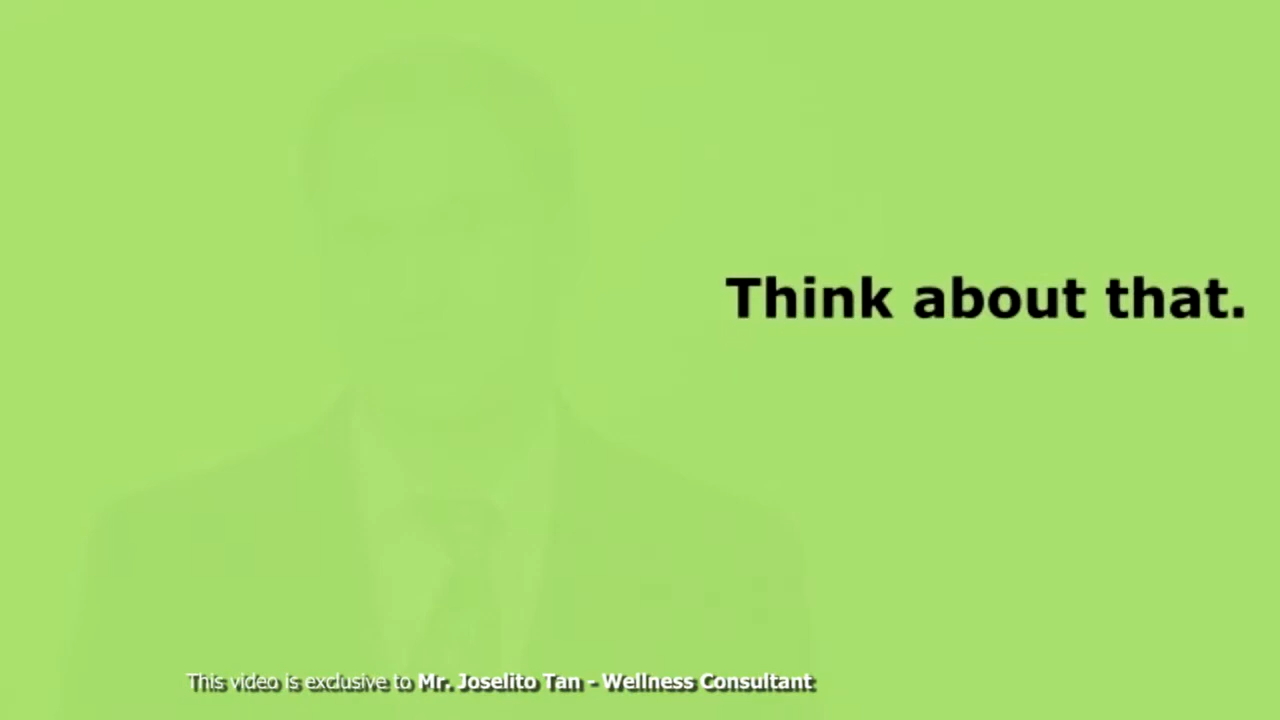 Think about that.
This video is exclusive to Mr. Joselito Tan - Wellness Consultant